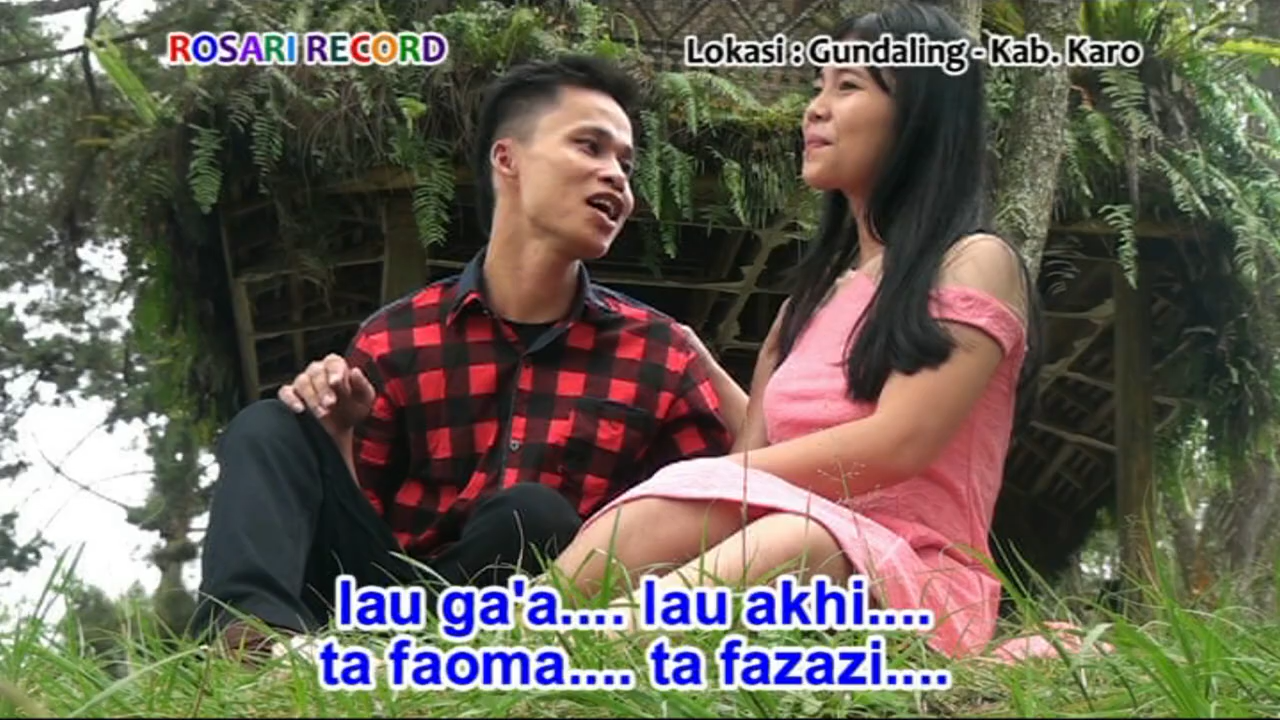 ROSARI RECORD
Lokasi : Gundaling - Kab. Karo
lau ga'a.... lau akhi....
ta faoma.... ta fazazi....